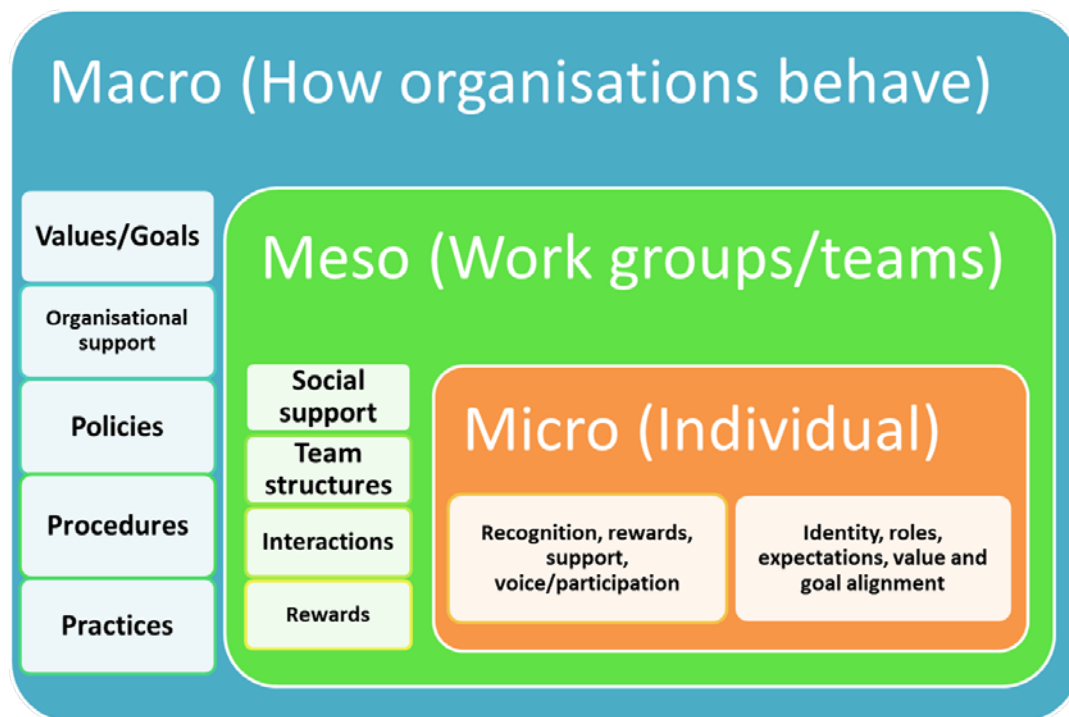 Macro (How organisations behave)
Values/Goals
Organisational
support
Policies
Procedures
Practices
Meso (Work groups/teams)
Social
support
Team
structures
Interactions
Rewards
Micro (Individual)
Recognition, rewards,
support,
voice/participation
Identity, roles,
expectations, value and
goal alignment